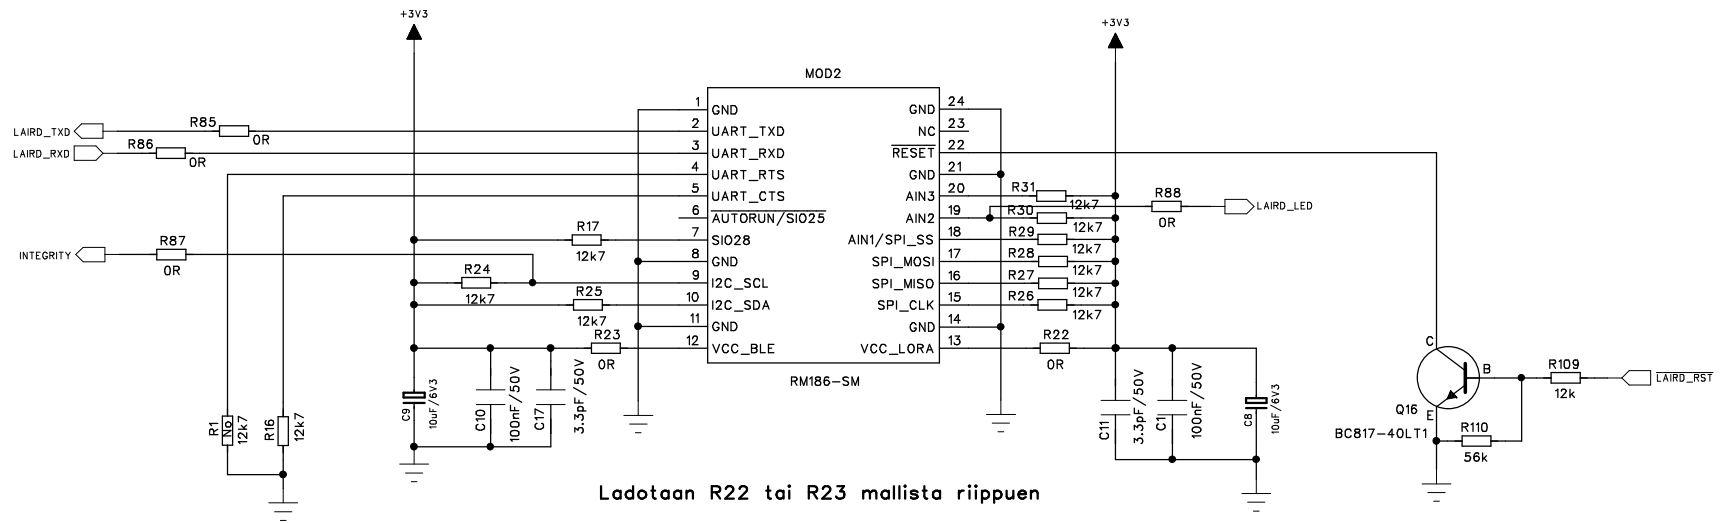 +3V3
+3V3
MOD2
1 GND
GND 24
LAIRD_TXD R85 0R 2 UART_TXD
NC 23
LAIRD_RXD R86 0R 3 UART_RXD
RESET 22
4 UART_RTS
GND 21
5 UART_CTS
AIN3 20 R31 12k7
R88 0R LAIRD_LED
6 AUTORUN/SIO25
AIN2 19 R30 12k7
R17 12k7 7 SIO28
AIN1/SPI_SS 18 R29 12k7
INTEGRITY R87 0R
8 GND
SPI_MOSI 17 R28 12k7
R24 12k7 9 I2C_SCL
SPI_MISO 16 R27 12k7
R25 12k7 10 I2C_SDA
SPI_CLK 15 R26 12k7
11 GND
GND 14
R23 0R 12 VCC_BLE
VCC_LORA 13 R22 0R
RM186-SM
C9 10uF/6V3
C10 100nF/50V
C17 3.3pF/50V
C11 3.3pF/50V
C1 100nF/50V
C8 10uF/6V3
R1 No 12k7
R16 12k7
C
B
E
Q16
BC817-40LT1
R109
12k
LAIRD_RST
R110
56k
Ladotaan R22 tai R23 mallista riippuen